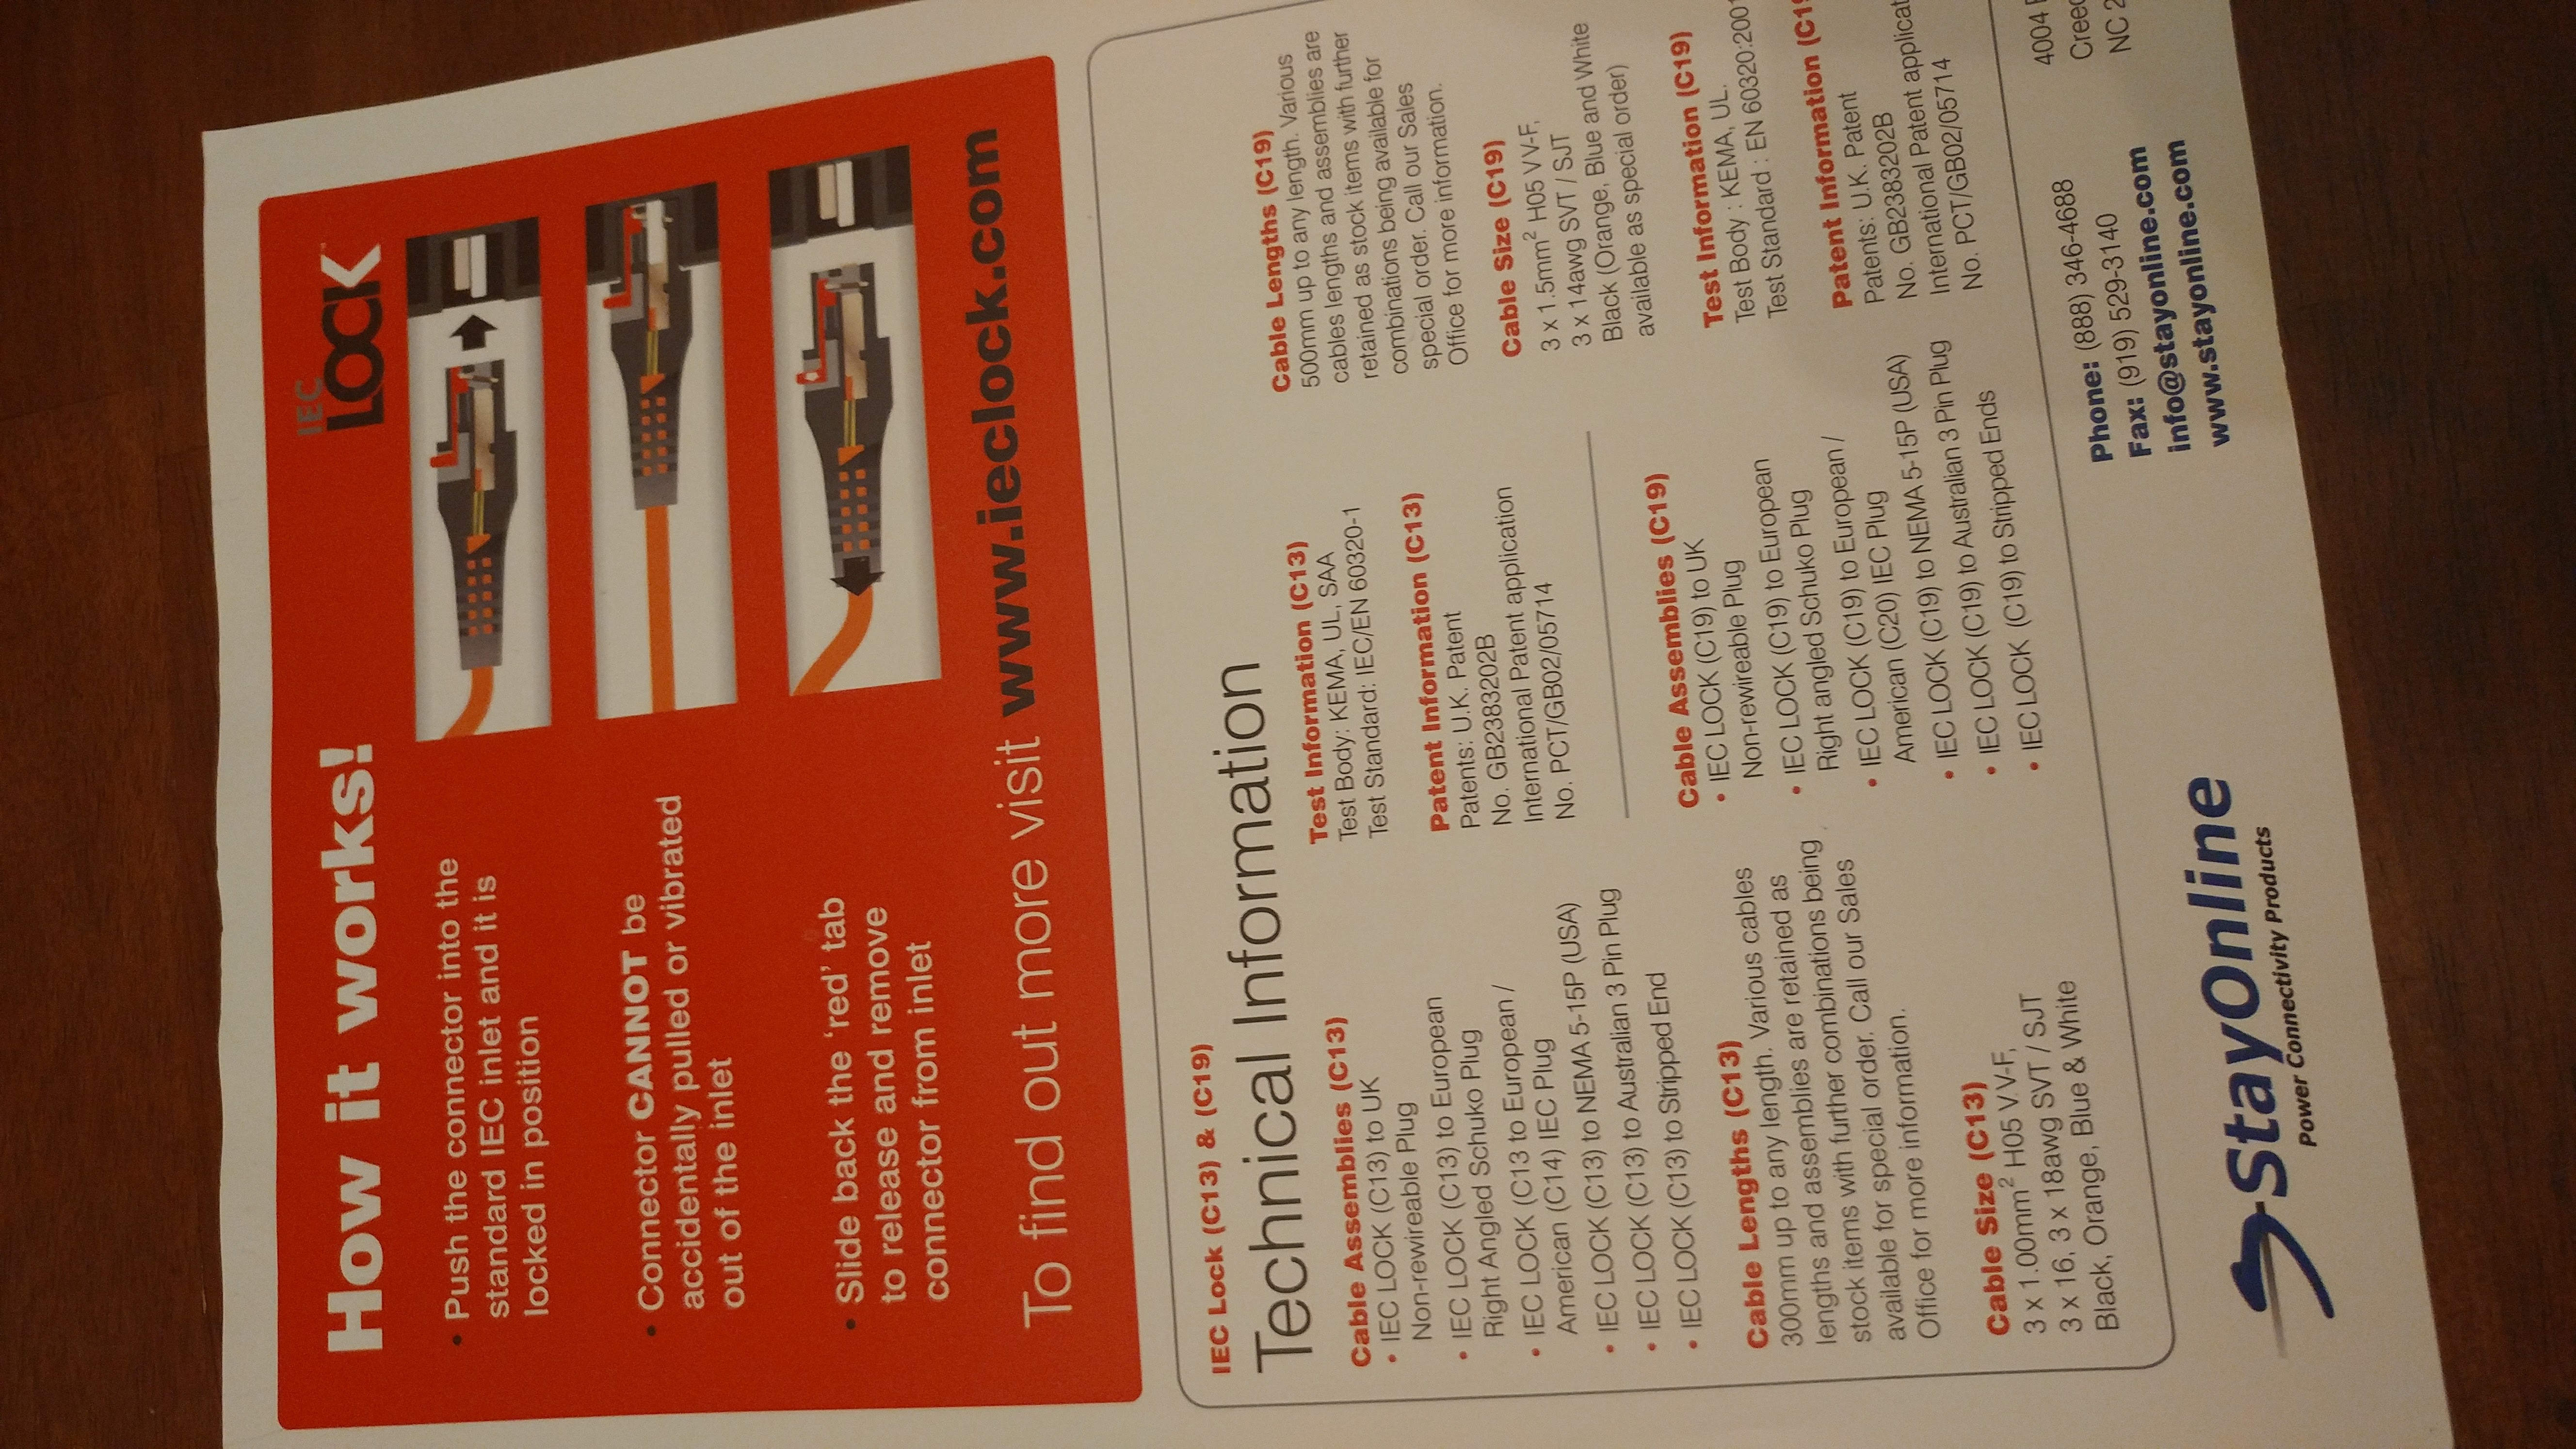 How it works!
IEC
LOCK™
• Push the connector into the
standard IEC inlet and it is
locked in position
• Connector CANNOT be
accidentally pulled or vibrated
out of the inlet
• Slide back the ‘red’ tab
to release and remove
connector from inlet
To find out more visit www.ieclock.com
IEC Lock (C13) & (C19)
Technical Information
Cable Assemblies (C13)
• IEC LOCK (C13) to UK
Non-rewireable Plug
• IEC LOCK (C13) to European
Right Angled Schuko Plug
• IEC LOCK (C13 to European /
American (C14) IEC Plug
• IEC LOCK (C13) to NEMA 5-15P (USA)
• IEC LOCK (C13) to Australian 3 Pin Plug
• IEC LOCK (C13) to Stripped End
Cable Lengths (C13)
300mm up to any length. Various cables
lengths and assemblies are retained as
stock items with further combinations being
available for special order. Call our Sales
Office for more information.
Cable Size (C13)
3 x 1.00mm² H05 V V-F,
3 x 16, 3 x 18awg SVT / SJT
Black, Orange, Blue & White
Test Information (C13)
Test Body: KEMA, UL, SAA
Test Standard: IEC/EN 60320-1
Patent Information (C13)
Patents: U.K. Patent
No. GB2383202B
International Patent application
No. PCT/GB02/05714
Cable Assemblies (C19)
• IEC LOCK (C19) to UK
Non-rewireable Plug
• IEC LOCK (C19) to European
Right angled Schuko Plug
• IEC LOCK (C19) to European /
American (C20) IEC Plug
• IEC LOCK (C19) to NEMA 5-15P (USA)
• IEC LOCK (C19) to Australian 3 Pin Plug
• IEC LOCK (C19) to Stripped Ends
Cable Lengths (C19)
500mm up to any length. Various
cables lengths and assemblies are
retained as stock items with further
combinations being available for
special order. Call our Sales
Office for more information.
Cable Size (C19)
3 x 1.5mm² H05 V V-F,
3 x 14awg SVT / SJT
Black (Orange, Blue and White
available as special order)
Test Information (C19)
Test Body : KEMA, UL.
Test Standard : EN 60320:2001
Patent Information
Patents: U.K. Patent
No. GB2383202B
International Patent
No. PCT/GB02/05714
StayOnline
Power Connectivity Products
Phone: (888) 346-4688
Fax: (919) 529-3140
info@stayonline.com
www.stayonline.com
4004
NC